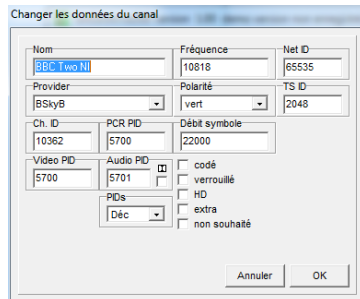 Changer les données du canal
Nom
Fréquence
Net ID
BBC Two NI
10818
65535
Provider
Polarité
TS ID
BSkyB
vert
2048
Ch. ID
PCR PID
Débit symbole
10362
5700
22000
Video PID
Audio PID
codé
5700
5701
verrouillé
PIDs
HD
Déc
extra
non souhaité
Annuler
OK